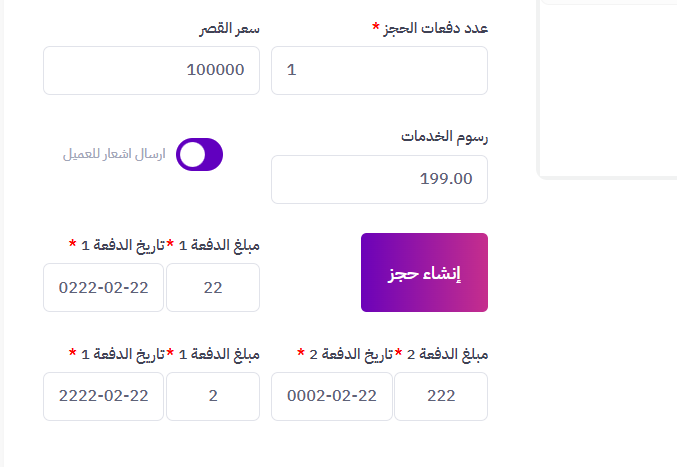 عدد دفعات الحجز *
سعر القصر
1
100000
رسوم الخدمات
ارسال اشعار للعميل
199.00
مبلغ الدفعة 1 *
تاريخ الدفعة 1 *
إنشاء حجز
22
0222-02-22
مبلغ الدفعة 2 *
تاريخ الدفعة 2 *
مبلغ الدفعة 1 *
تاريخ الدفعة 1 *
222
0002-02-22
2
2222-02-22